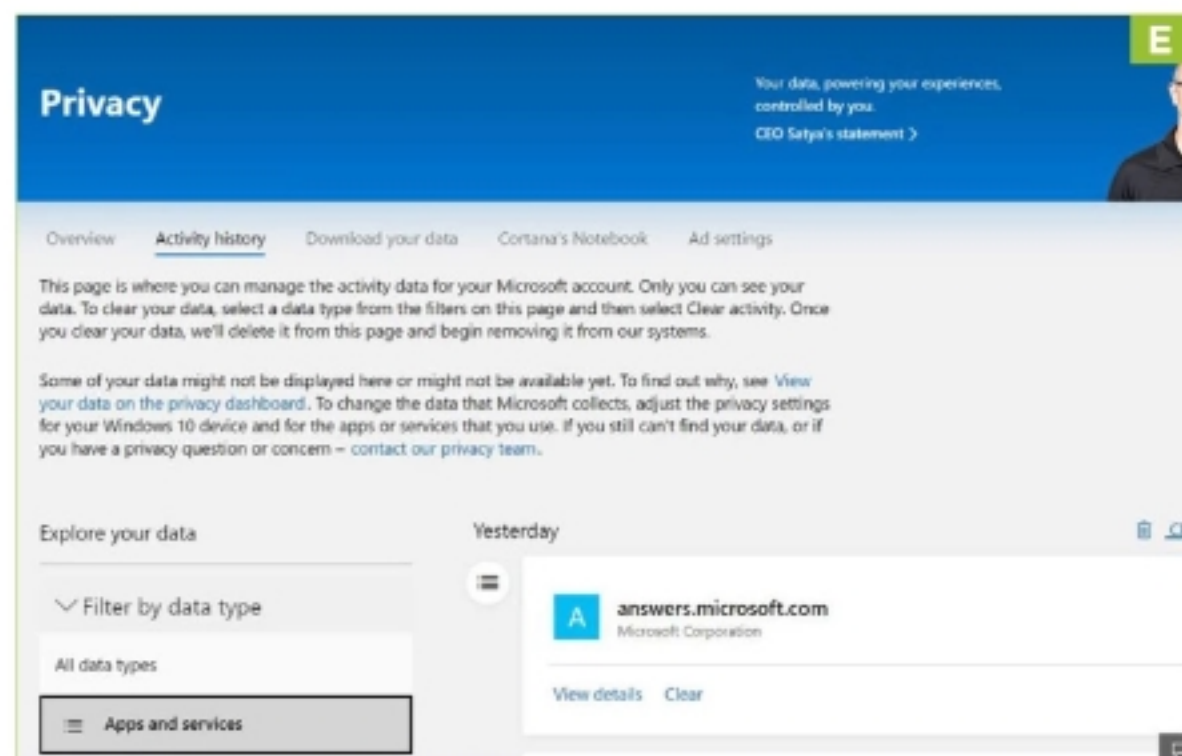 E
Privacy
Your data, powering your experiences,
controlled by you.
CEO Satya's statement >
Overview Activity history Download your data Cortana's Notebook Ad settings
This page is where you can manage the activity data for your Microsoft account. Only you can see your
data. To clear your data, select a data type from the filters on this page and then select Clear activity. Once
you clear your data, we'll delete it from this page and begin removing it from our systems.
Some of your data might not be displayed here or might not be available yet. To find out why, see View
your data on the privacy dashboard. To change the data that Microsoft collects, adjust the privacy settings
for your Windows 10 device and for the apps or services that you use. If you still can't find your data, or if
you have a privacy question or concern – contact our privacy team.
Explore your data
Filter by data type
All data types
Apps and services
Yesterday
A
answers.microsoft.com
Microsoft Corporation
View details Clear